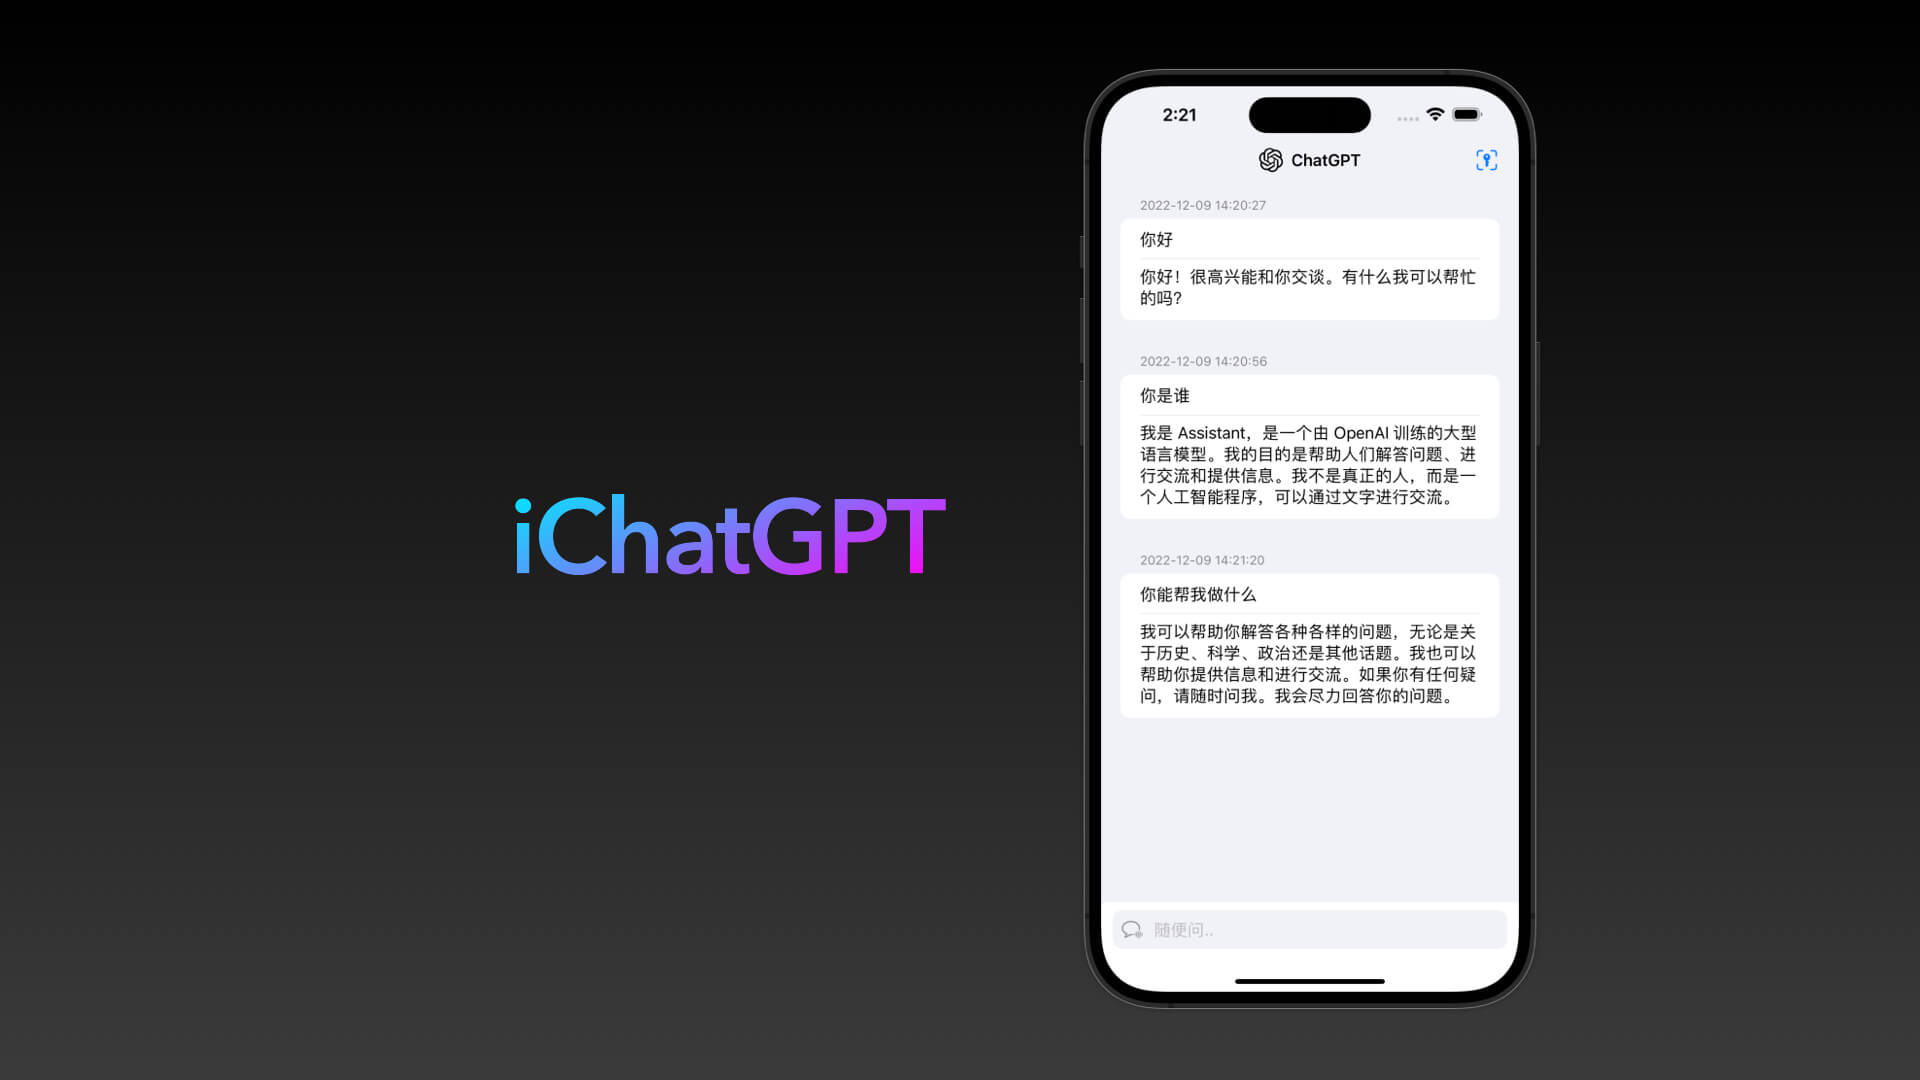 iChatGPT
2:21
ChatGPT
2022-12-09 14:20:27
你好
你好！很高兴能和你交谈。有什么我可以帮忙
的吗?
2022-12-09 14:20:56
你是谁
我是 Assistant，是一个由 OpenAI 训练的大型
语言模型。我的目的是帮助人们解答问题、进
行交流和提供信息。我不是真正的人，而是一
个人工智能程序，可以通过文字进行交流。
2022-12-09 14:21:20
你能帮我做什么
我可以帮助你解答各种各样的问题，无论是关
于历史、科学、政治还是其他话题。我也可以
帮助你提供信息和进行交流。如果你有任何疑
问，请随时问我。我会尽力回答你的问题。
随便问..